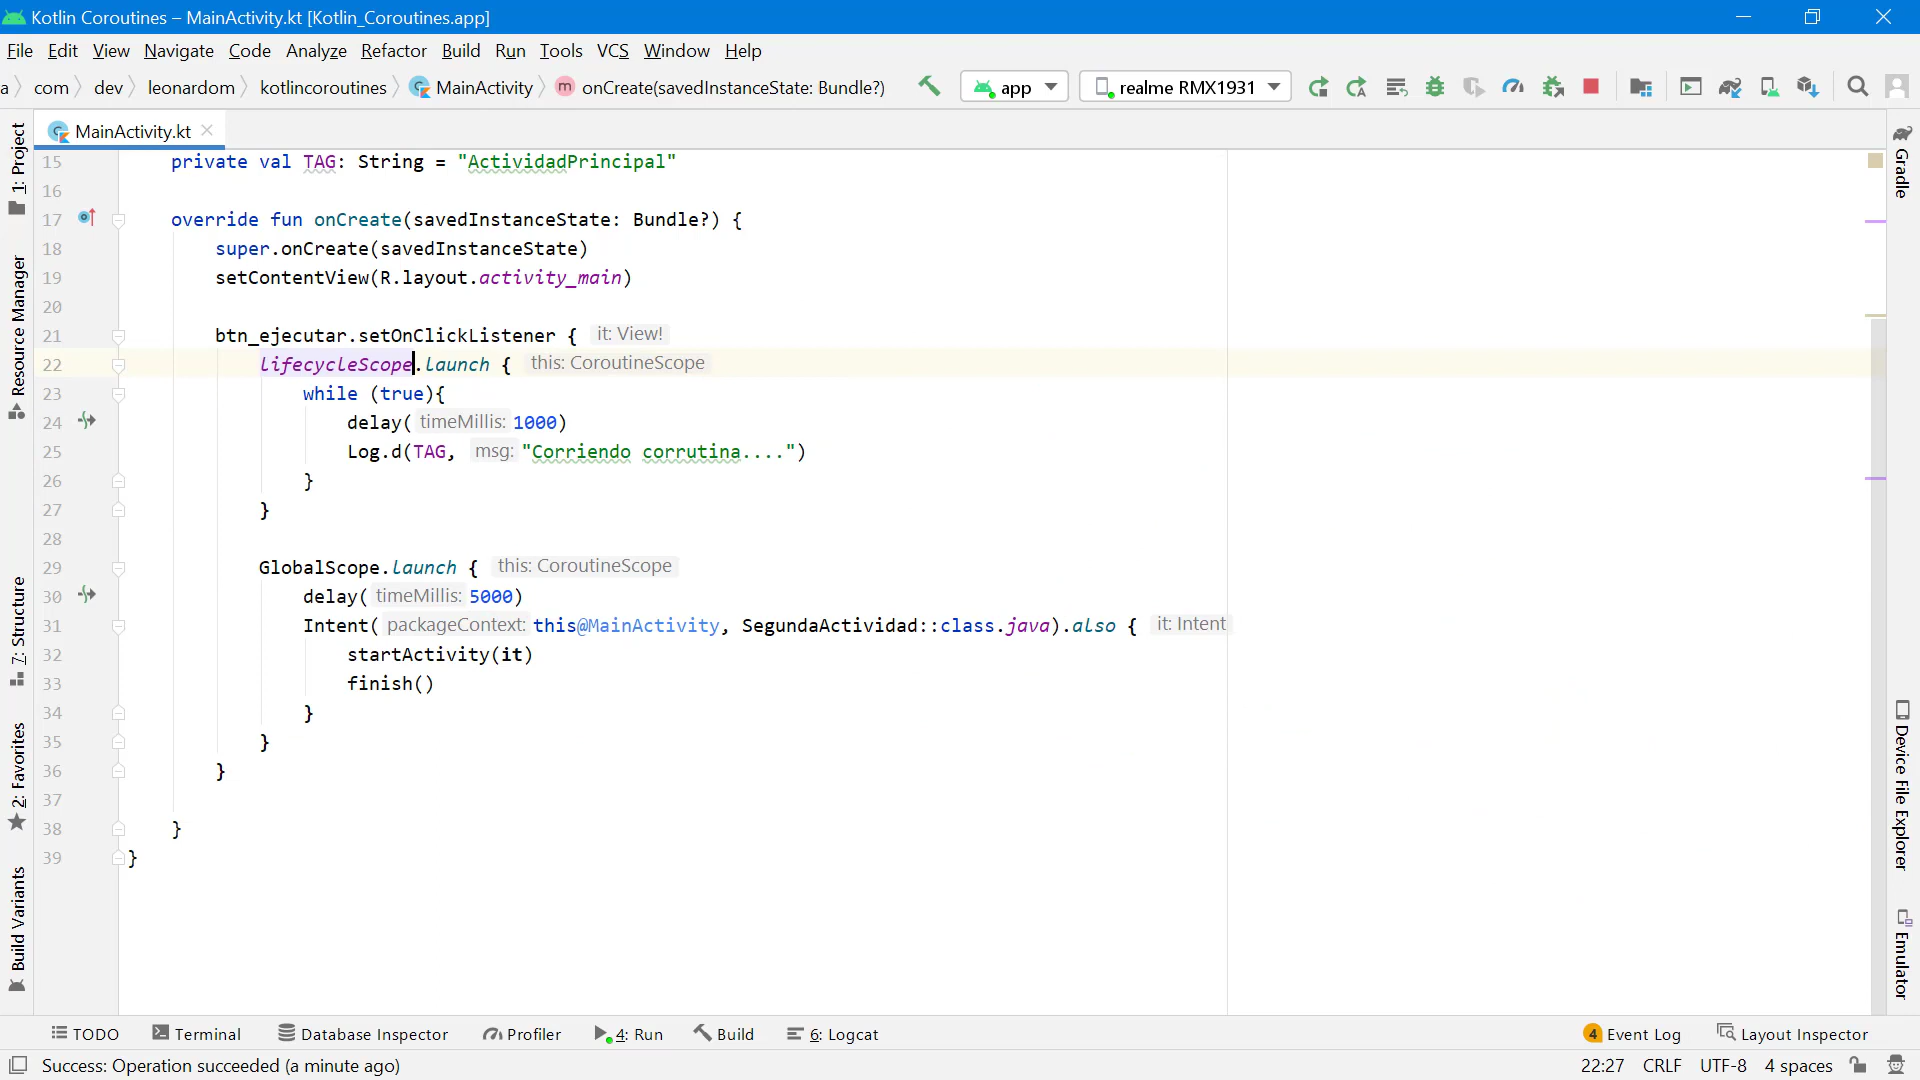 Kotlin Coroutines – MainActivity.kt [Kotlin_Coroutines.app]
File Edit View Navigate Code Analyze Refactor Build Run Tools VCS Window Help
a com dev leonardom kotlincoroutines MainActivity m onCreate(savedInstanceState: Bundle?) app realme RMX1931
MainActivity.kt
15 private val TAG: String = "ActividadPrincipal"
16
17 override fun onCreate(savedInstanceState: Bundle?) {
18 super.onCreate(savedInstanceState)
19 setContentView(R.layout.activity_main)
20
21 btn_ejecutar.setOnClickListener { it: View!
22 lifecycleScope.launch { this: CoroutineScope
23 while (true){
24 delay( timeMillis: 1000)
25 Log.d(TAG, msg: "Corriendo corrutina....")
26 }
27 }
28
29 GlobalScope.launch { this: CoroutineScope
30 delay( timeMillis: 5000)
31 Intent( packageContext: this@MainActivity, SegundaActividad::class.java).also { it: Intent
32 startActivity(it)
33 finish()
34 }
35 }
36 }
37
38 }
39 }
1: Project
Resource Manager
7: Structure
2: Favorites
Build Variants
Gradle
Device File Explorer
Emulator
TODO Terminal Database Inspector Profiler 4: Run Build 6: Logcat 4 Event Log Layout Inspector
Success: Operation succeeded (a minute ago) 22:27 CRLF UTF-8 4 spaces